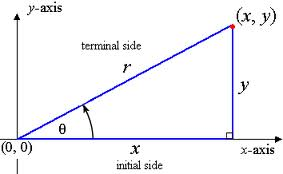 y-axis
(x, y)
terminal side
r
y
θ
(0, 0)
x
x-axis
initial side